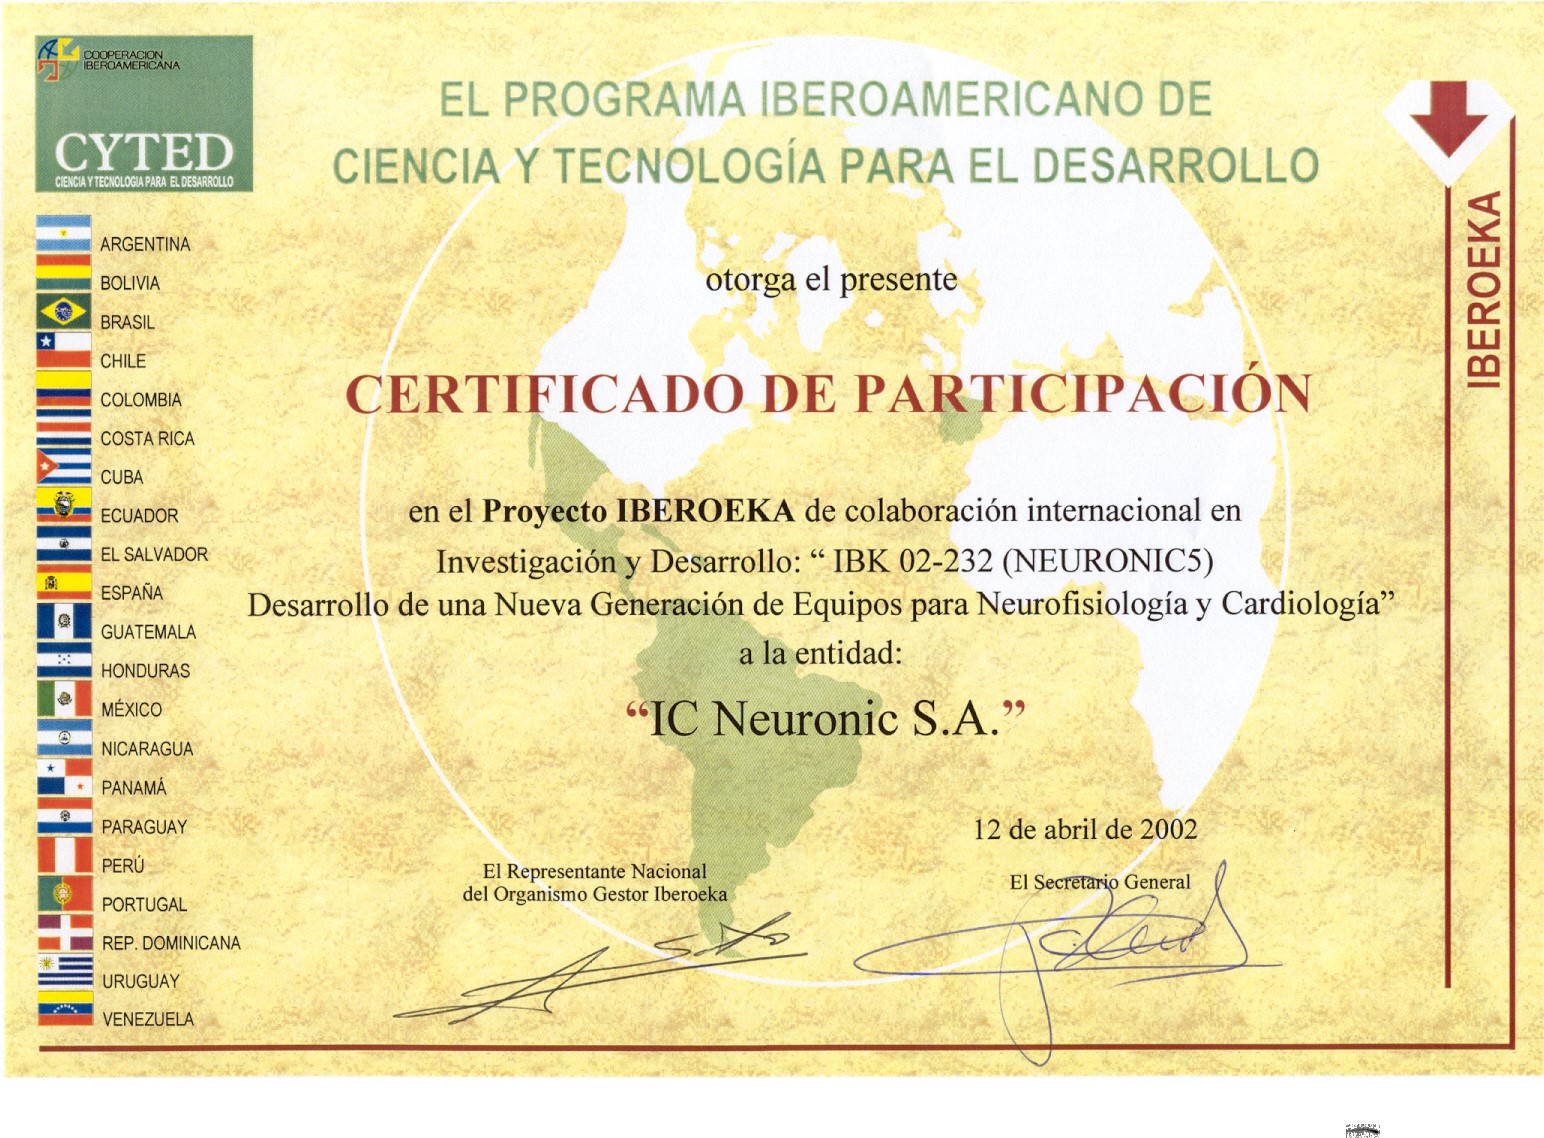 COOPERACION
IBEROAMERICANA
CYTED
CIENCIA Y TECNOLOGIA PARA EL DESARROLLO
EL PROGRAMA IBEROAMERICANO DE
CIENCIA Y TECNOLOGÍA PARA EL DESARROLLO
IBEROEKA
ARGENTINA
BOLIVIA
BRASIL
CHILE
COLOMBIA
COSTA RICA
CUBA
ECUADOR
EL SALVADOR
ESPAÑA
GUATEMALA
HONDURAS
MÉXICO
NICARAGUA
PANAMÁ
PARAGUAY
PERÚ
PORTUGAL
REP. DOMINICANA
URUGUAY
VENEZUELA
otorga el presente
CERTIFICADO DE PARTICIPACIÓN
en el Proyecto IBEROEKA de colaboración internacional en
Investigación y Desarrollo: “ IBK 02-232 (NEURONIC5)
Desarrollo de una Nueva Generación de Equipos para Neurofisiología y Cardiología”
a la entidad:
“IC Neuronic S.A.”
12 de abril de 2002
El Representante Nacional
del Organismo Gestor Iberoeka
El Secretario General